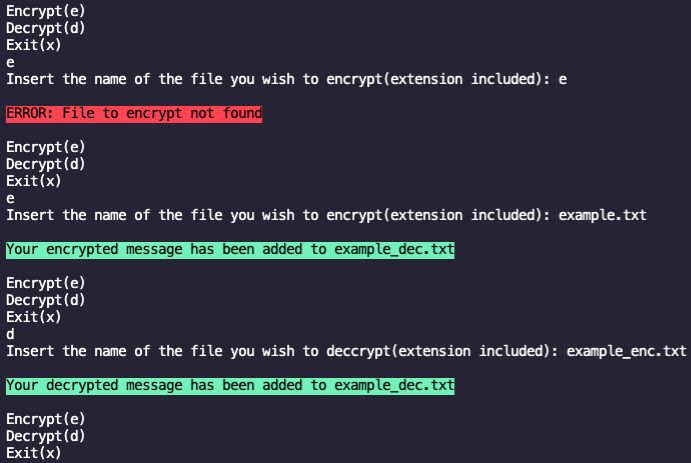 Encrypt(e)
Decrypt(d)
Exit(x)
e
Insert the name of the file you wish to encrypt(extension included): e
ERROR: File to encrypt not found
Encrypt(e)
Decrypt(d)
Exit(x)
e
Insert the name of the file you wish to encrypt(extension included): example.txt
Your encrypted message has been added to example_dec.txt
Encrypt(e)
Decrypt(d)
Exit(x)
d
Insert the name of the file you wish to deccrypt(extension included): example_enc.txt
Your decrypted message has been added to example_dec.txt
Encrypt(e)
Decrypt(d)
Exit(x)